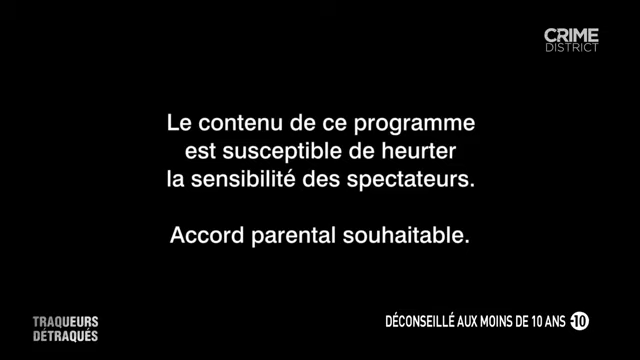 CRIME
DISTRICT
Le contenu de ce programme
est susceptible de heurter
la sensibilité des spectateurs.
Accord parental souhaitable.
TRAQUEURS
DÉTRAQUÉS
DÉCONSEILLÉ AUX MOINS DE 10 ANS -10